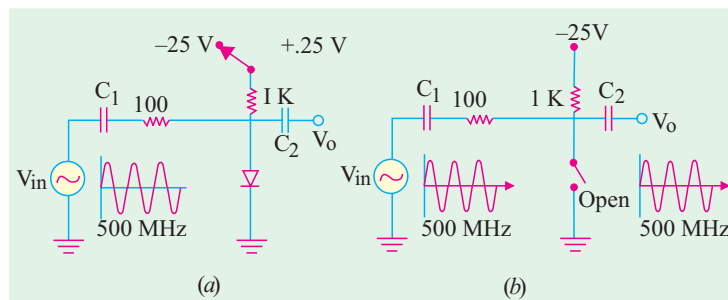 –25 V
+.25 V
C1
100
I K
C2
Vo
Vin
500 MHz
(a)
–25V
C1
100
1 K
C2
Vo
Vin
Open
500 MHz
500 MHz
(b)